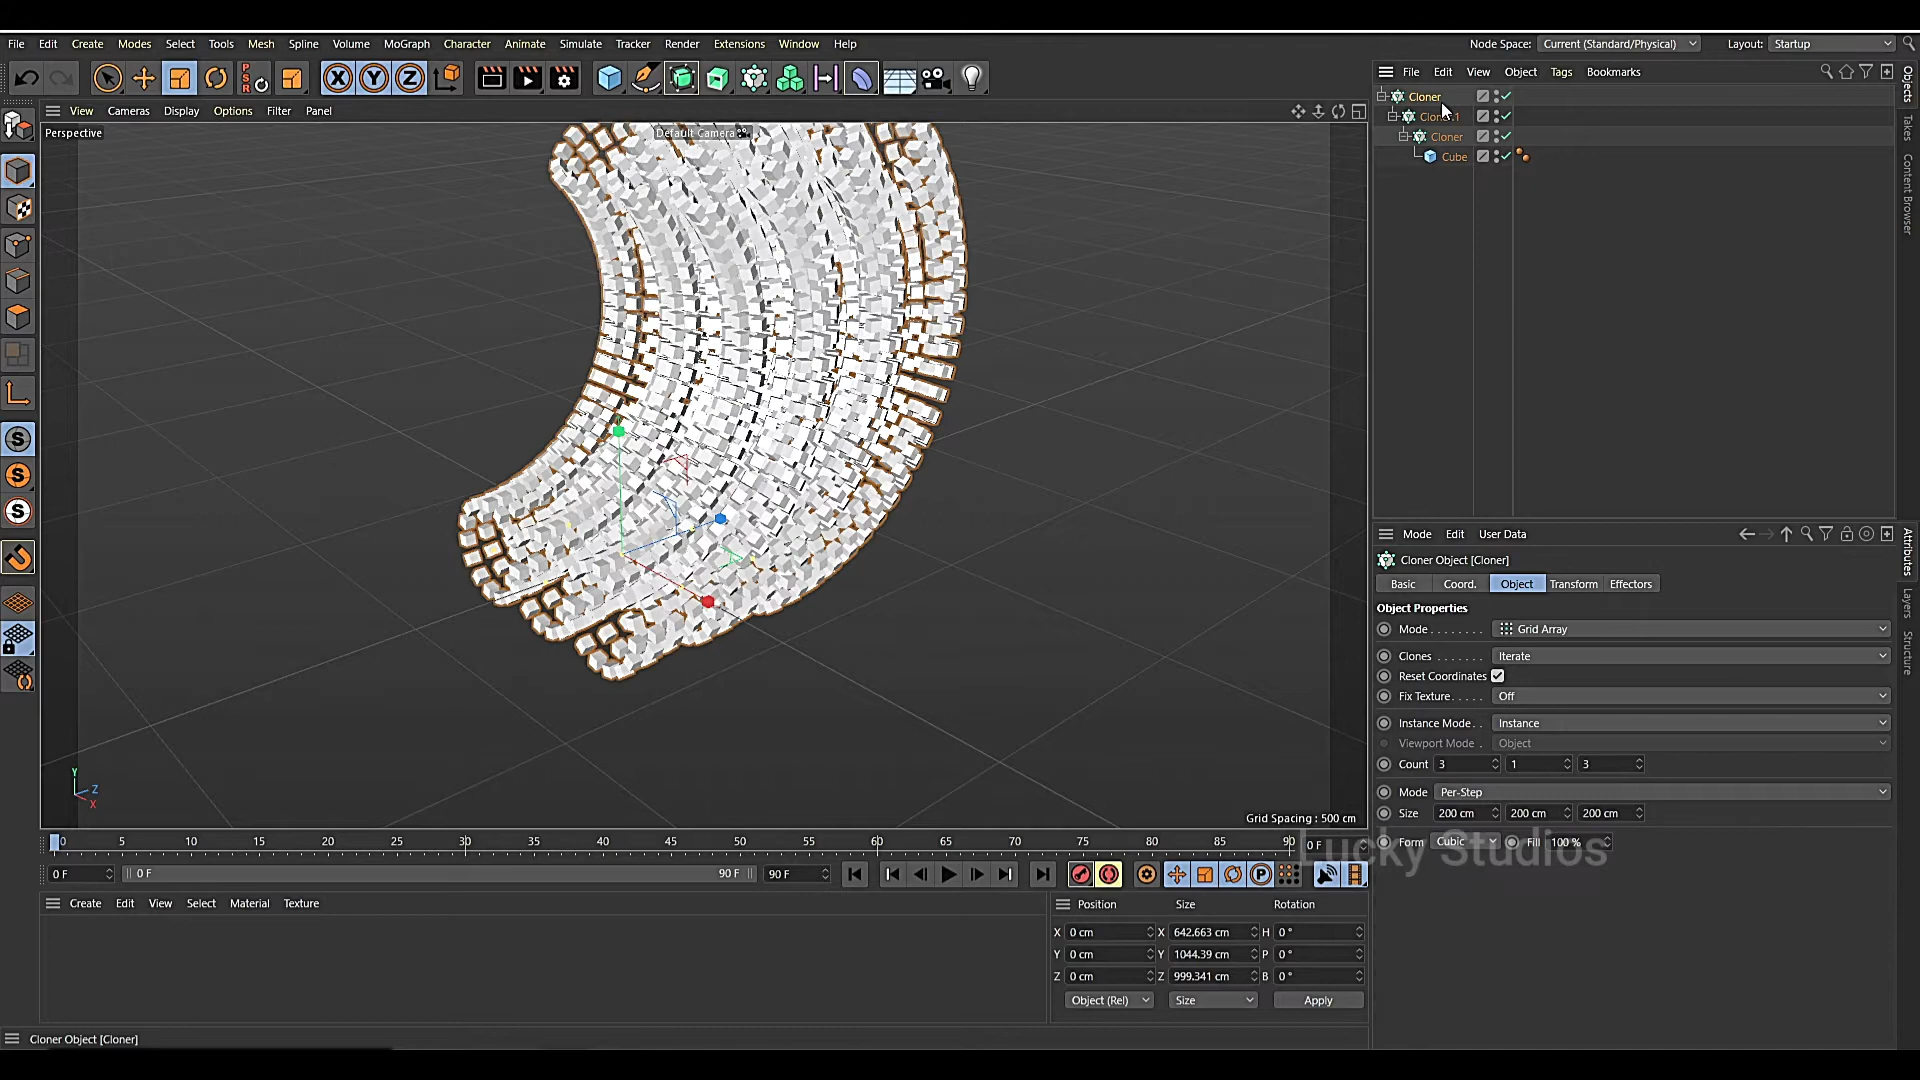 File Edit Create Modes Select Tools Mesh Spline Volume MoGraph Character Animate Simulate Tracker Render Extensions Window Help
Node Space: Current (Standard/Physical) Layout: Startup
View Cameras Display Options Filter Panel
Perspective
Default Camera
File Edit View Object Tags Bookmarks
Cloner
Cloner
Cube
Objects
Takes
Content Browser
Mode Edit User Data
Cloner Object [Cloner]
Basic Coord. Object Transform Effectors
Object Properties
Mode . . . . . . . Grid Array
Clones . . . . . . Iterate
Reset Coordinates
Fix Texture . . . . . Off
Instance Mode . . Instance
Viewport Mode . Object
Count 3 1 3
Mode Per-Step
Size 200 cm 200 cm 200 cm
Form Cubic Fill 100 %
Attributes
Layers
Structure
Lucky Studios
Y
Z
X
Grid Spacing : 500 cm
0 5 10 15 20 25 30 35 40 45 50 55 60 65 70 75 80 85 90 0 F
0 F 0 F 90 F 90 F
Create Edit View Select Material Texture
Position Size Rotation
X 0 cm X 642.663 cm H 0 °
Y 0 cm Y 1044.39 cm P 0 °
Z 0 cm Z 999.341 cm B 0 °
Object (Rel) Size Apply
Cloner Object [Cloner]